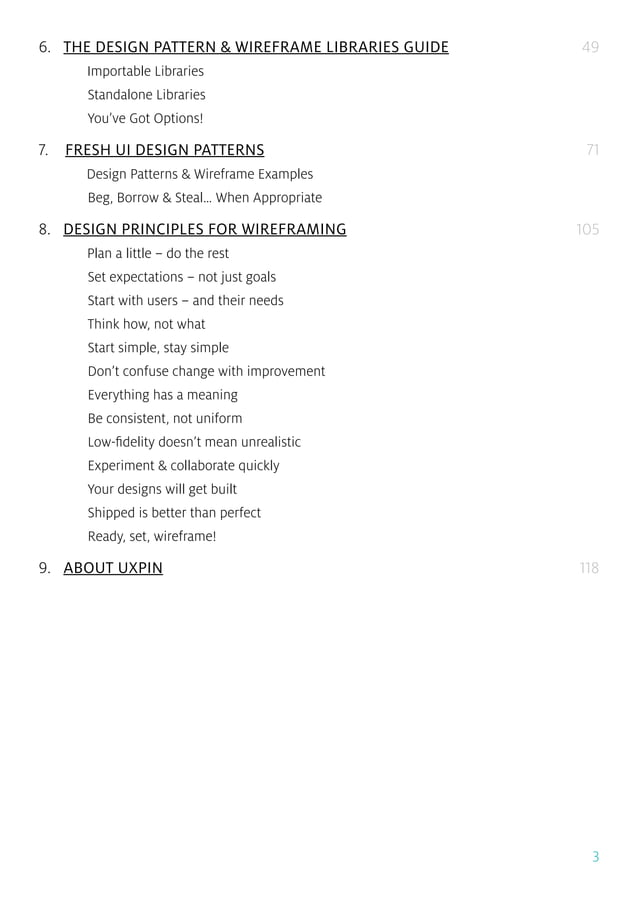 6. THE DESIGN PATTERN & WIREFRAME LIBRARIES GUIDE 49
Importable Libraries
Standalone Libraries
You’ve Got Options!
7. FRESH UI DESIGN PATTERNS 71
Design Patterns & Wireframe Examples
Beg, Borrow & Steal... When Appropriate
8. DESIGN PRINCIPLES FOR WIREFRAMING 105
Plan a little – do the rest
Set expectations – not just goals
Start with users – and their needs
Think how, not what
Start simple, stay simple
Don’t confuse change with improvement
Everything has a meaning
Be consistent, not uniform
Low-fidelity doesn’t mean unrealistic
Experiment & collaborate quickly
Your designs will get built
Shipped is better than perfect
Ready, set, wireframe!
9. ABOUT UXPIN 118
3